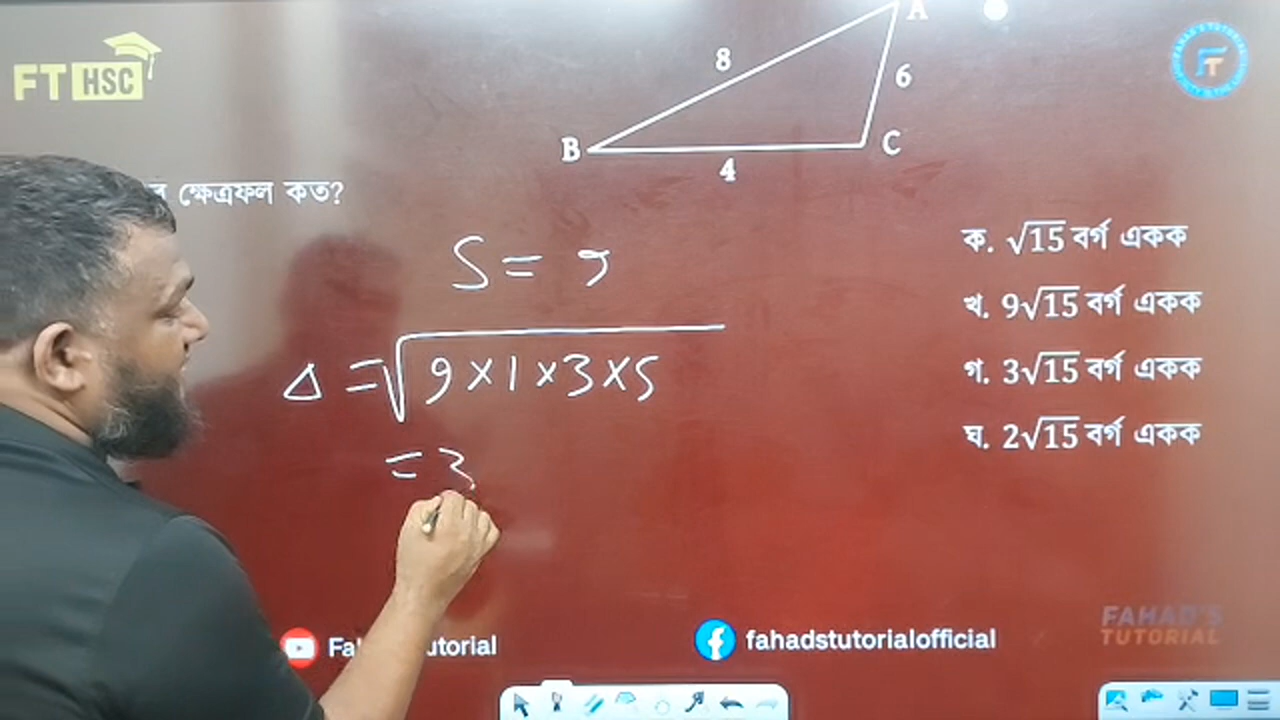 FT HSC
A
8
6
B
C
4
ক্ষেত্রফল কত?
S = 9
ক. √15 বর্গ একক
খ. 9√15 বর্গ একক
গ. 3√15 বর্গ একক
ঘ. 2√15 বর্গ একক
Δ = √9×1×3×5
= 3
FAHAD'S
TUTORIAL
fahadstutorialofficial